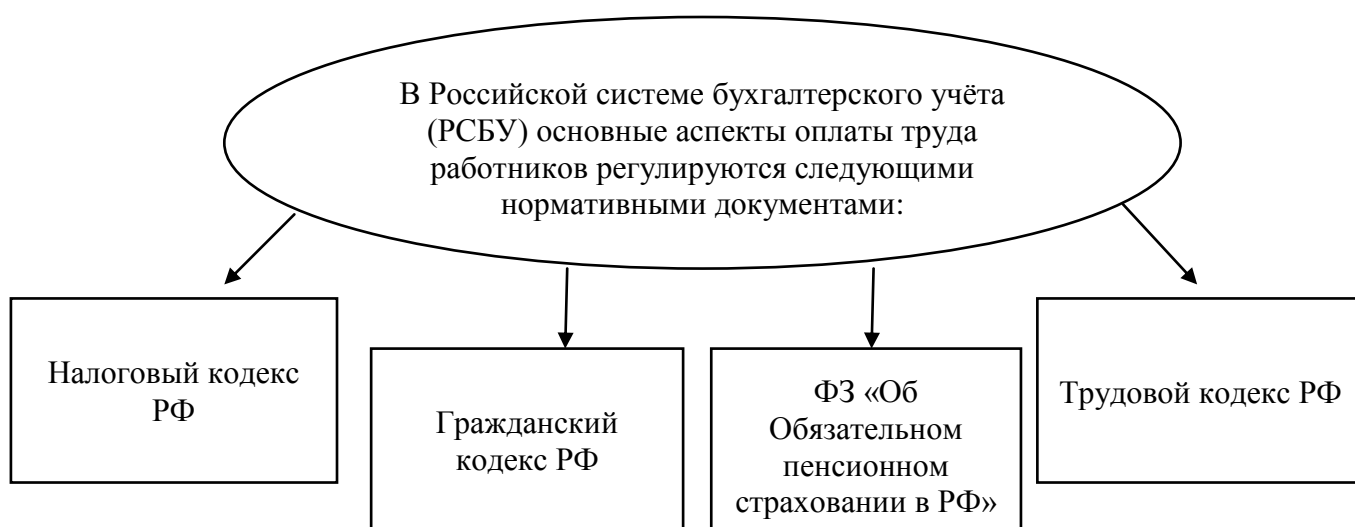 В Российской системе бухгалтерского учёта
(РСБУ) основные аспекты оплаты труда
работников регулируются следующими
нормативными документами:
Налоговый кодекс
РФ
Гражданский
кодекс РФ
ФЗ «Об
Обязательном
пенсионном
страховании в РФ»
Трудовой кодекс РФ